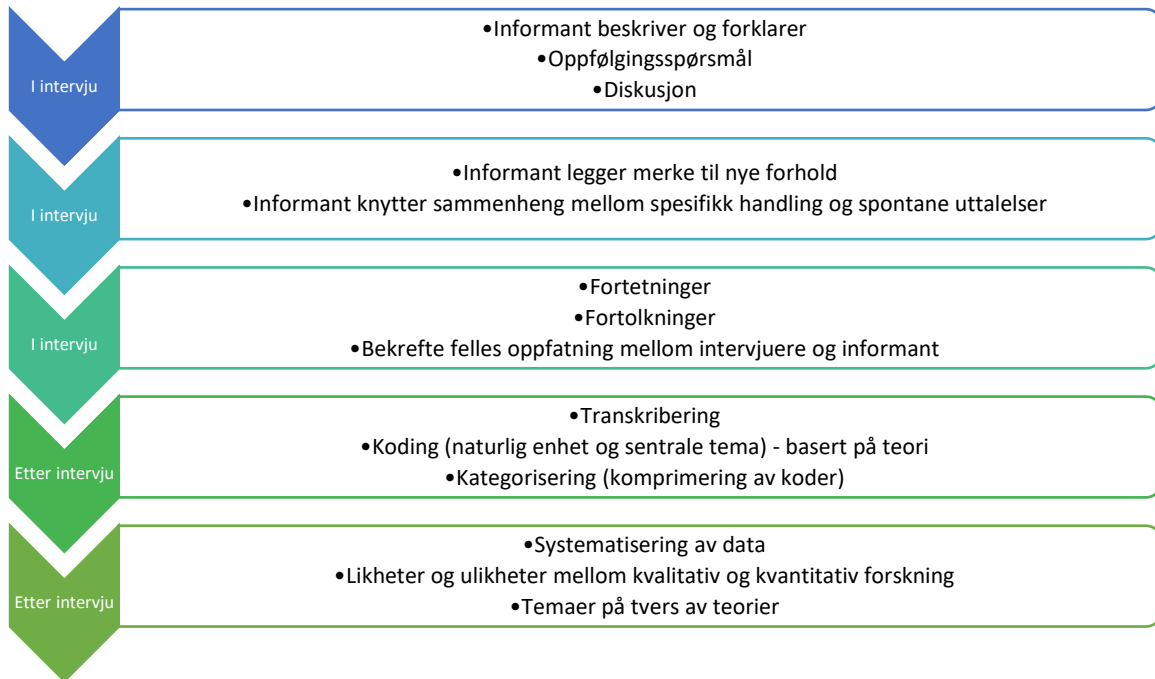 I intervju
•Informant beskriver og forklarer
•Oppfølgingsspørsmål
•Diskusjon
I intervju
•Informant legger merke til nye forhold
•Informant knytter sammenheng mellom spesifikk handling og spontane uttalelser
I intervju
•Fortetninger
•Fortolkninger
•Bekrefte felles oppfatning mellom intervjuere og informant
Etter intervju
•Transkribering
•Koding (naturlig enhet og sentrale tema) - basert på teori
•Kategorisering (komprimering av koder)
Etter intervju
•Systematisering av data
•Likheter og ulikheter mellom kvalitativ og kvantitativ forskning
•Temaer på tvers av teorier